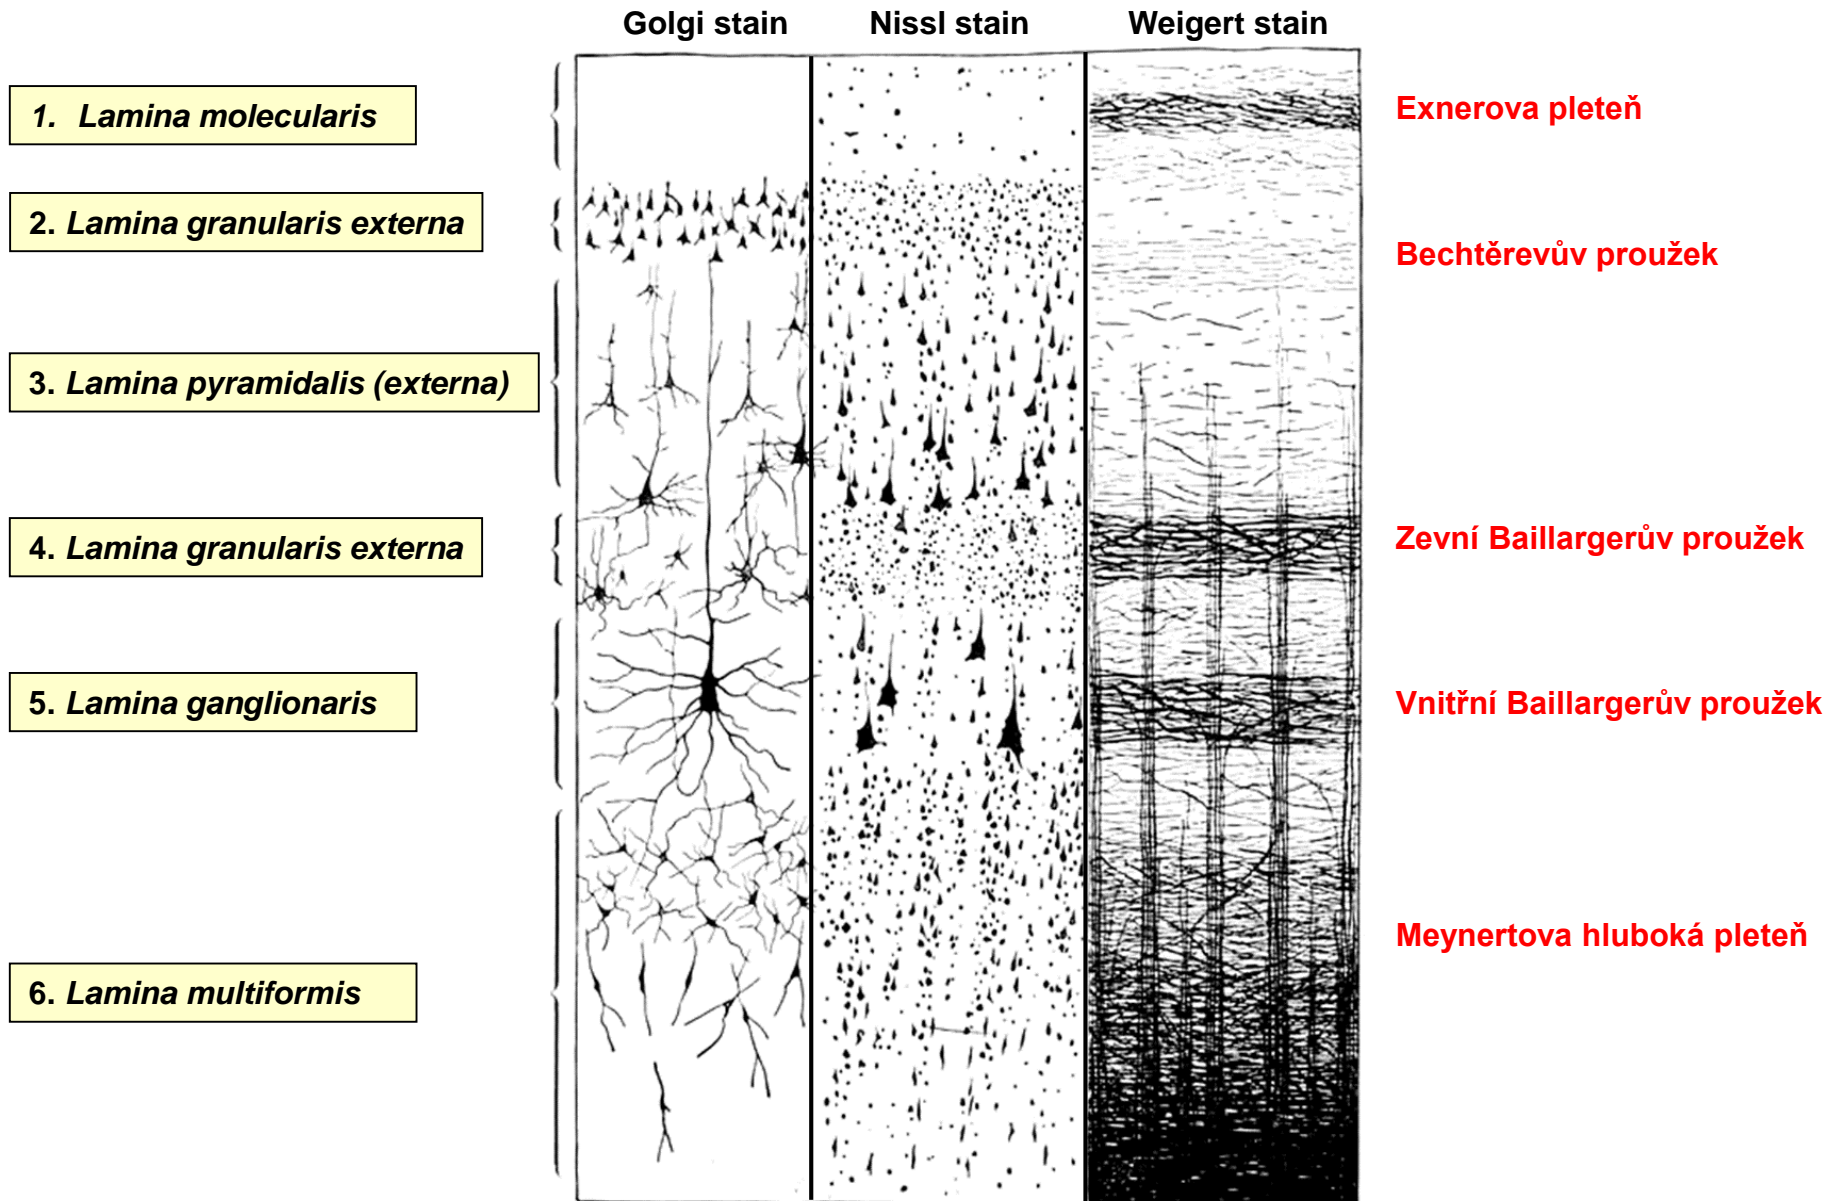 Golgi stain
Nissl stain
Weigert stain
1. Lamina molecularis
Exnerova pleteň
2. Lamina granularis externa
Bechtěrevův proužek
3. Lamina pyramidalis (externa)
4. Lamina granularis externa
Zevní Baillargerův proužek
5. Lamina ganglionaris
Vnitřní Baillargerův proužek
Meynertova hluboká pleteň
6. Lamina multiformis